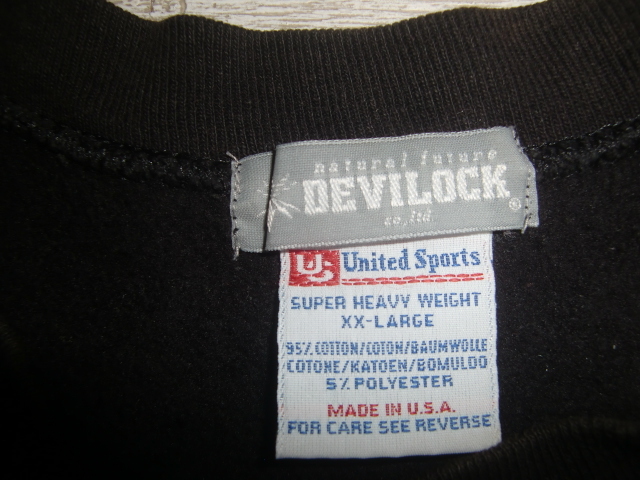 natural future
DEVILOCK®
co.,ltd.
US United Sports
SUPER HEAVY WEIGHT
XX-LARGE
95% COTTON/COTON/BAUMWOLLE
COTONE/KATOEN/BOMULDO
5% POLYESTER
MADE IN U.S.A.
FOR CARE SEE REVERSE